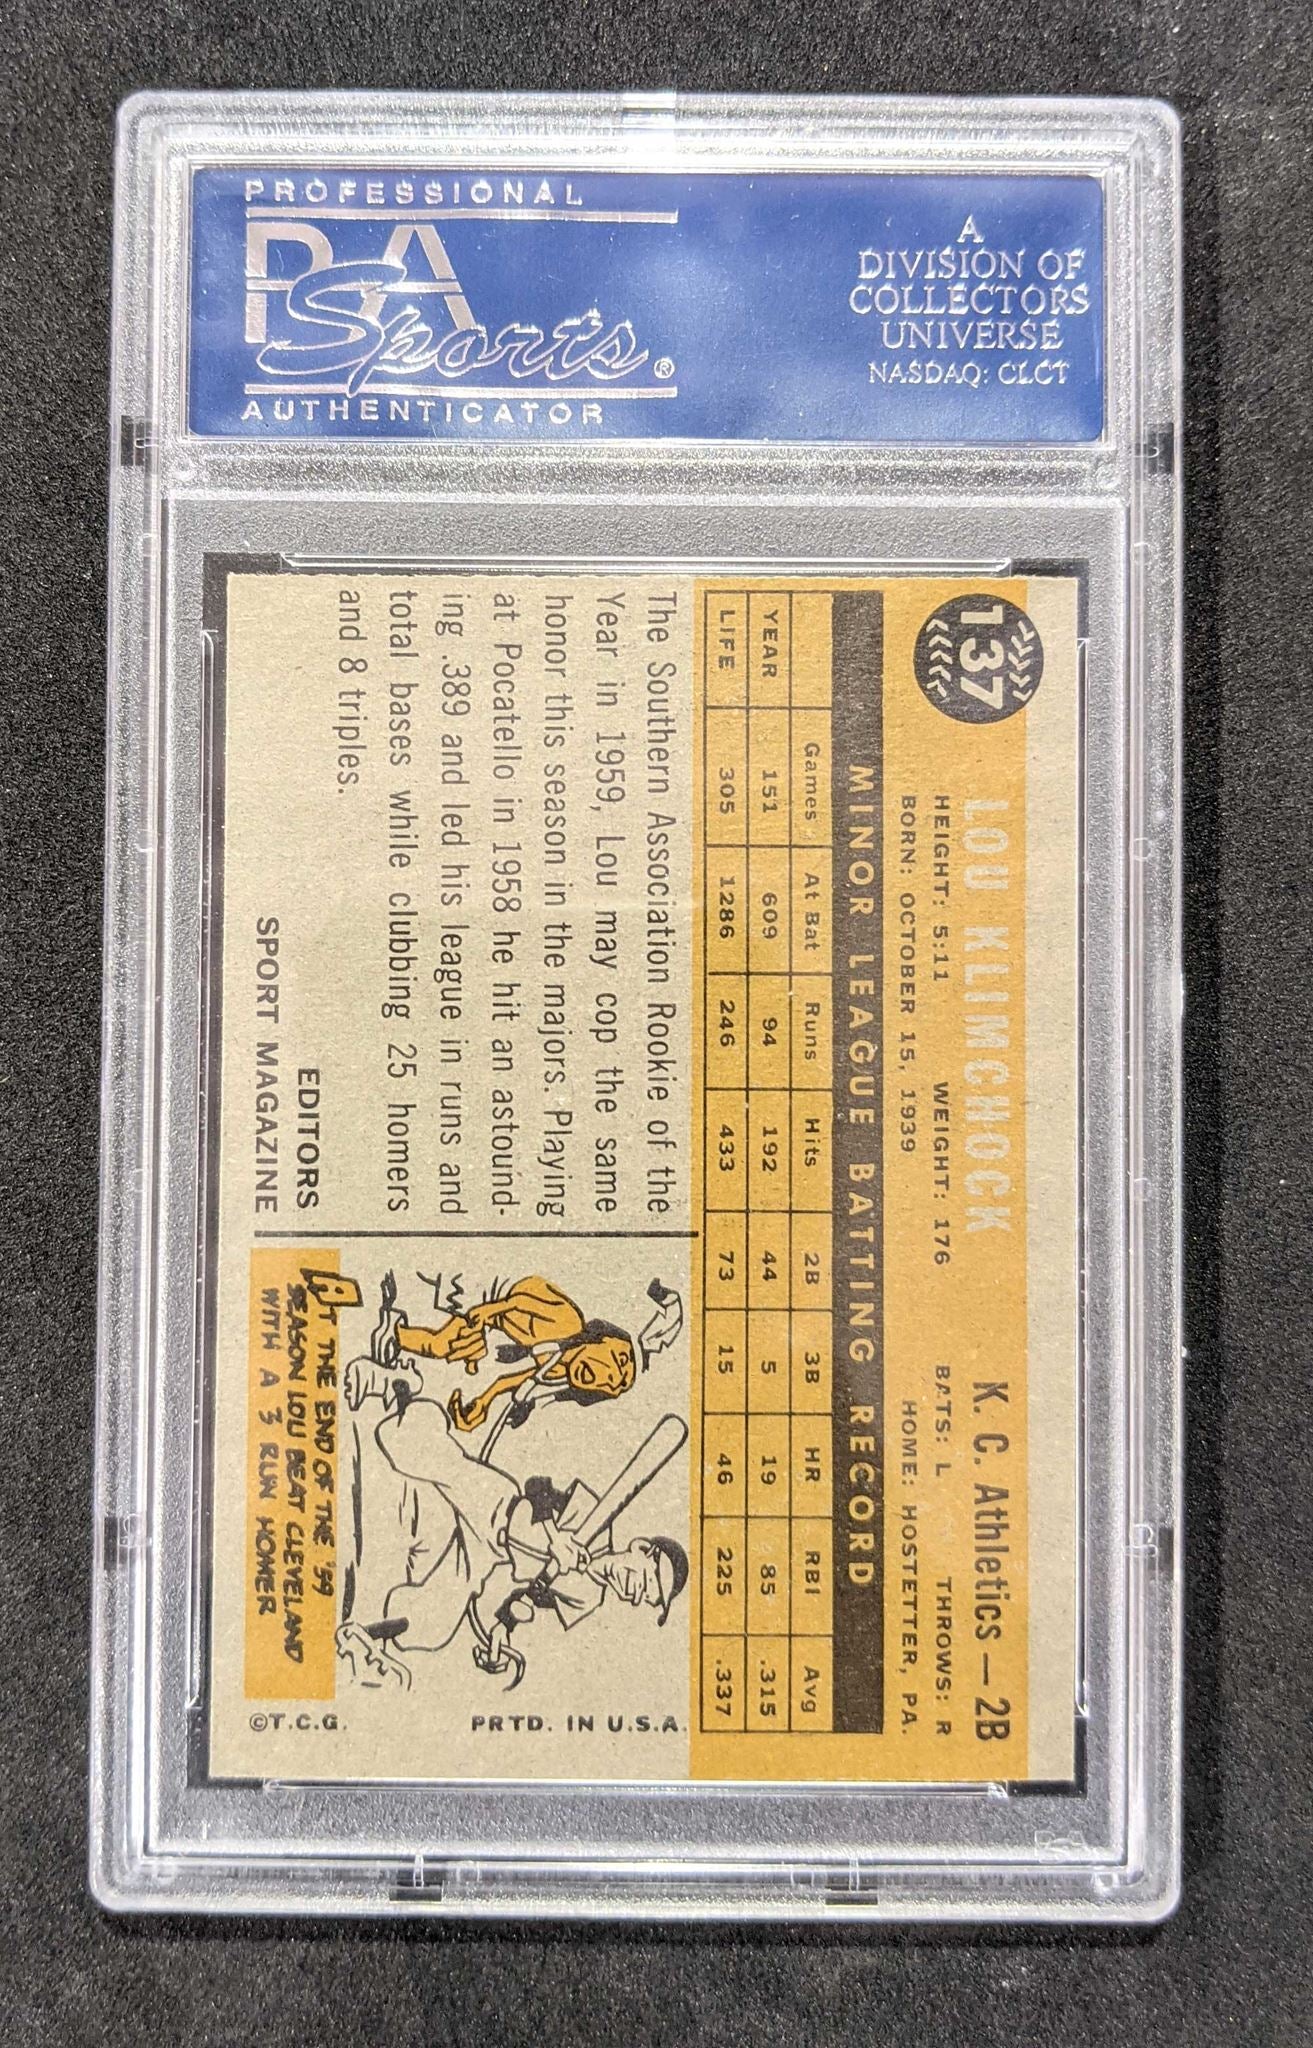 PROFESSIONAL
PSA
Sports®
AUTHENTICATOR
A
DIVISION OF
COLLECTORS
UNIVERSE
NASDAQ: CLCT
137
LOU KLIMCHOCK K. C. Athletics — 2B
HEIGHT: 5:11 WEIGHT: 176 BATS: L THROWS: R
BORN: OCTOBER 15, 1939 HOME: HOSTETTER, PA.
MINOR LEAGUE BATTING RECORD
Games At Bat Runs Hits 2B 3B HR RBI Avg
YEAR 151 609 94 192 44 5 19 85 .315
LIFE 305 1286 246 433 73 15 46 225 .337
The Southern Association Rookie of the
Year in 1959, Lou may cop the same
honor this season in the majors. Playing
at Pocatello in 1958 he hit an astound-
ing .389 and led his league in runs and
total bases while clubbing 25 homers
and 8 triples.
EDITORS
SPORT MAGAZINE
AT THE END OF THE '59
SEASON LOU BEAT CLEVELAND
WITH A 3 RUN HOMER
©T.C.G. PRTD. IN U.S.A.